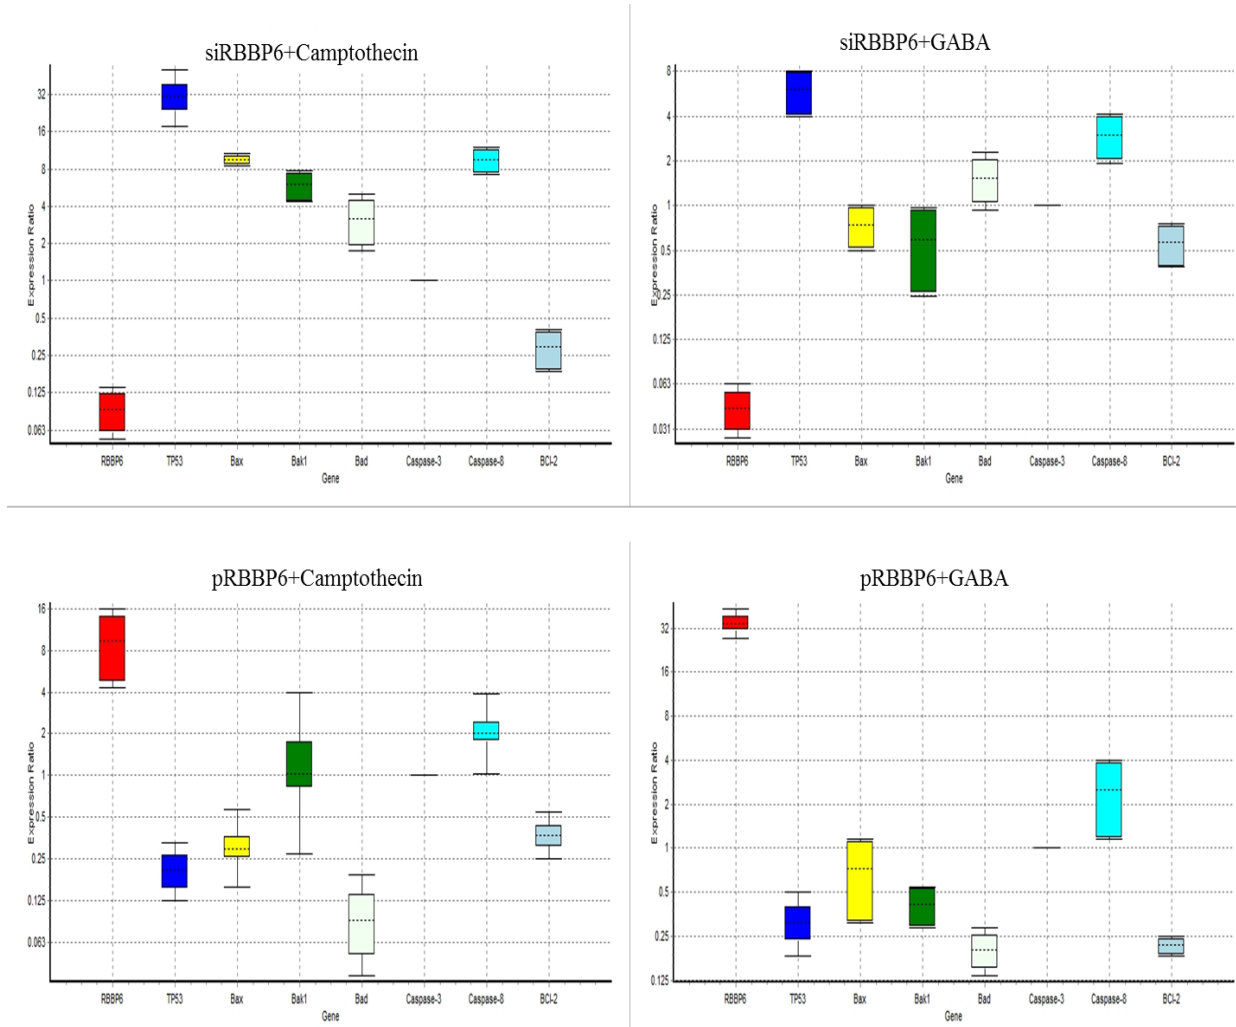 siRBBP6+Camptothecin
Expression Ratio
32
16
8
4
2
1
0.5
0.25
0.125
0.063
RBBP6 TP53 Bax Bak1 Bad Caspase-3 Caspase-8 BCl-2
Gene
siRBBP6+GABA
Expression Ratio
8
4
2
1
0.5
0.25
0.125
0.063
0.031
RBBP6 TP53 Bax Bak1 Bad Caspase-3 Caspase-8 BCl-2
Gene
pRBBP6+Camptothecin
Expression Ratio
16
8
4
2
1
0.5
0.25
0.125
0.063
RBBP6 TP53 Bax Bak1 Bad Caspase-3 Caspase-8 BCl-2
Gene
pRBBP6+GABA
Expression Ratio
32
16
8
4
2
1
0.5
0.25
0.125
RBBP6 TP53 Bax Bak1 Bad Caspase-3 Caspase-8 BCl-2
Gene